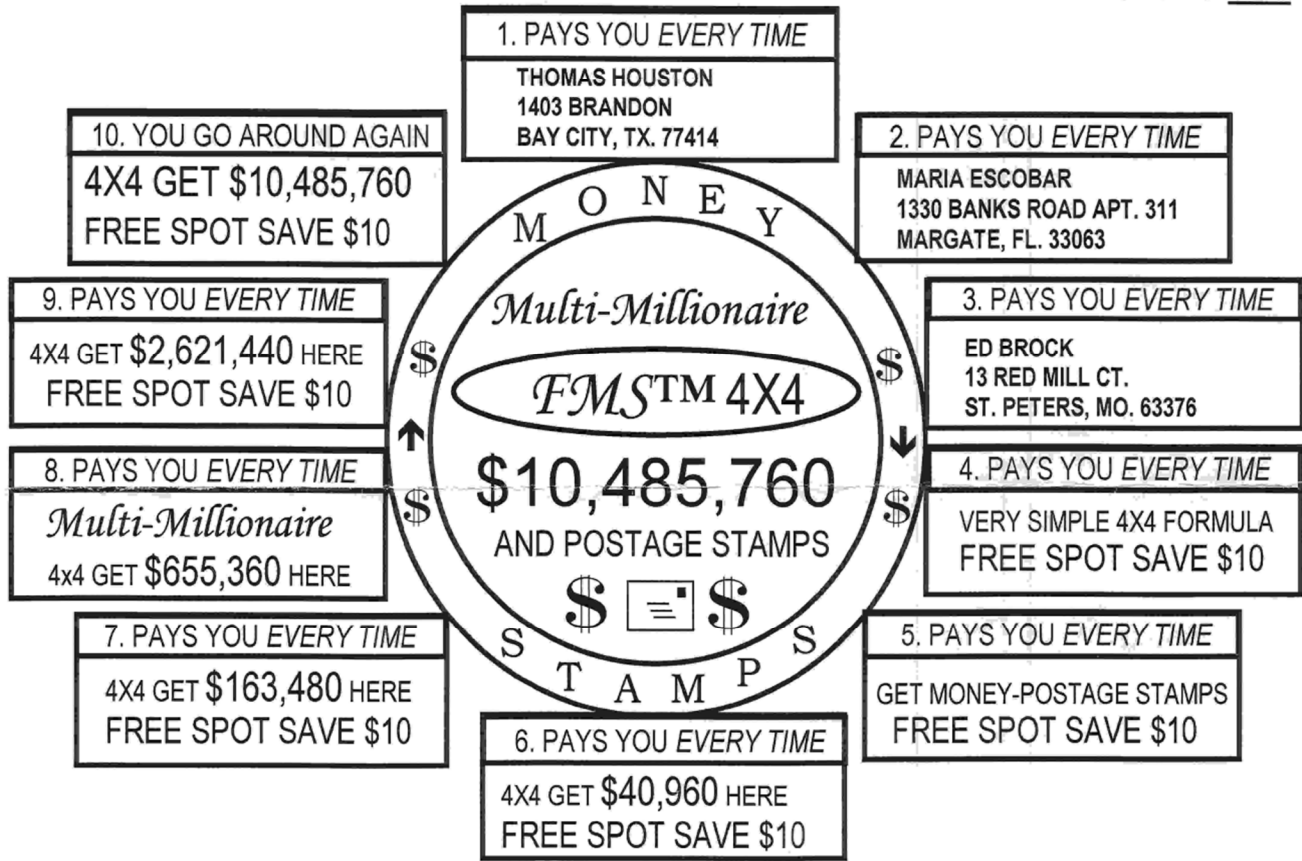 1. PAYS YOU EVERY TIME
THOMAS HOUSTON
1403 BRANDON
BAY CITY, TX. 77414
2. PAYS YOU EVERY TIME
MARIA ESCOBAR
1330 BANKS ROAD APT. 311
MARGATE, FL. 33063
3. PAYS YOU EVERY TIME
ED BROCK
13 RED MILL CT.
ST. PETERS, MO. 63376
4. PAYS YOU EVERY TIME
VERY SIMPLE 4X4 FORMULA
FREE SPOT SAVE $10
5. PAYS YOU EVERY TIME
GET MONEY-POSTAGE STAMPS
FREE SPOT SAVE $10
6. PAYS YOU EVERY TIME
4X4 GET $40,960 HERE
FREE SPOT SAVE $10
7. PAYS YOU EVERY TIME
4X4 GET $163,480 HERE
FREE SPOT SAVE $10
8. PAYS YOU EVERY TIME
Multi-Millionaire
4x4 GET $655,360 HERE
9. PAYS YOU EVERY TIME
4X4 GET $2,621,440 HERE
FREE SPOT SAVE $10
10. YOU GO AROUND AGAIN
4X4 GET $10,485,760
FREE SPOT SAVE $10
MONEY
$ $
$ $
Multi-Millionaire
FMS™ 4X4
$10,485,760
AND POSTAGE STAMPS
$ $
STAMPS